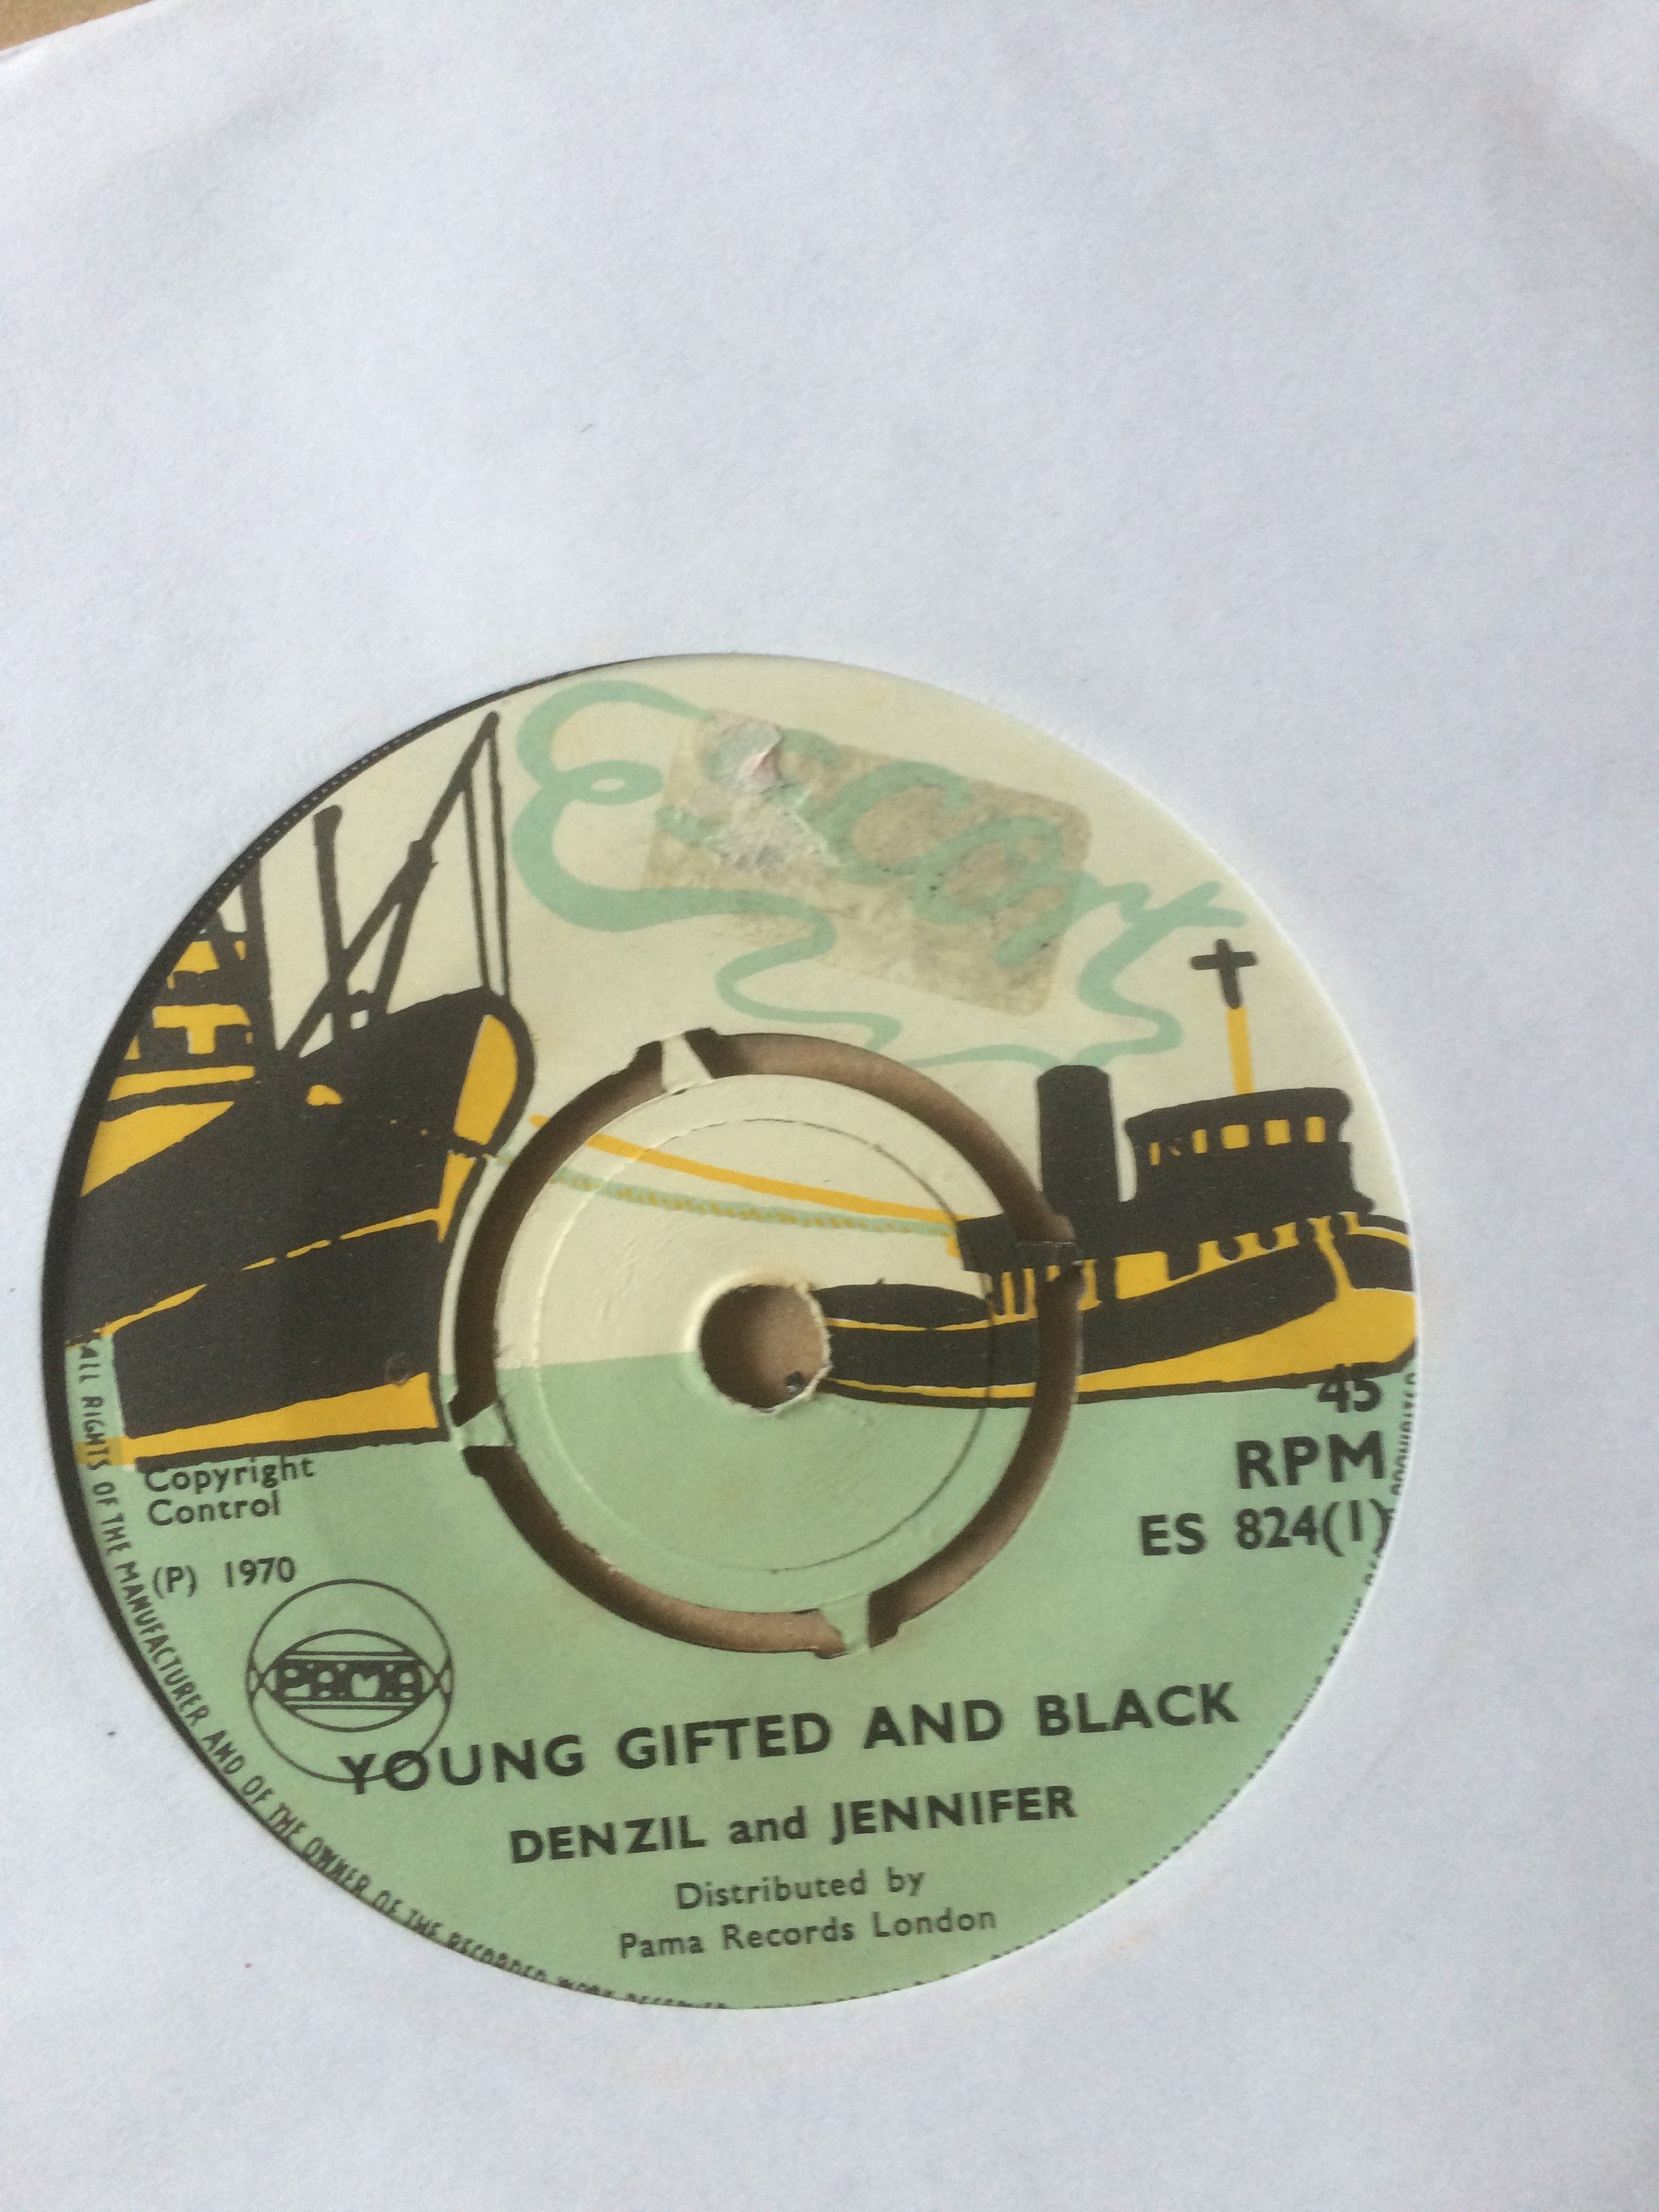 Escort
45
RPM
ES 824(1)
Copyright
Control
(P) 1970
PAMA
YOUNG GIFTED AND BLACK
DENZIL and JENNIFER
Distributed by
Pama Records London
ALL RIGHTS OF THE MANUFACTURER AND OF THE OWNER OF THE RECORDED WORK